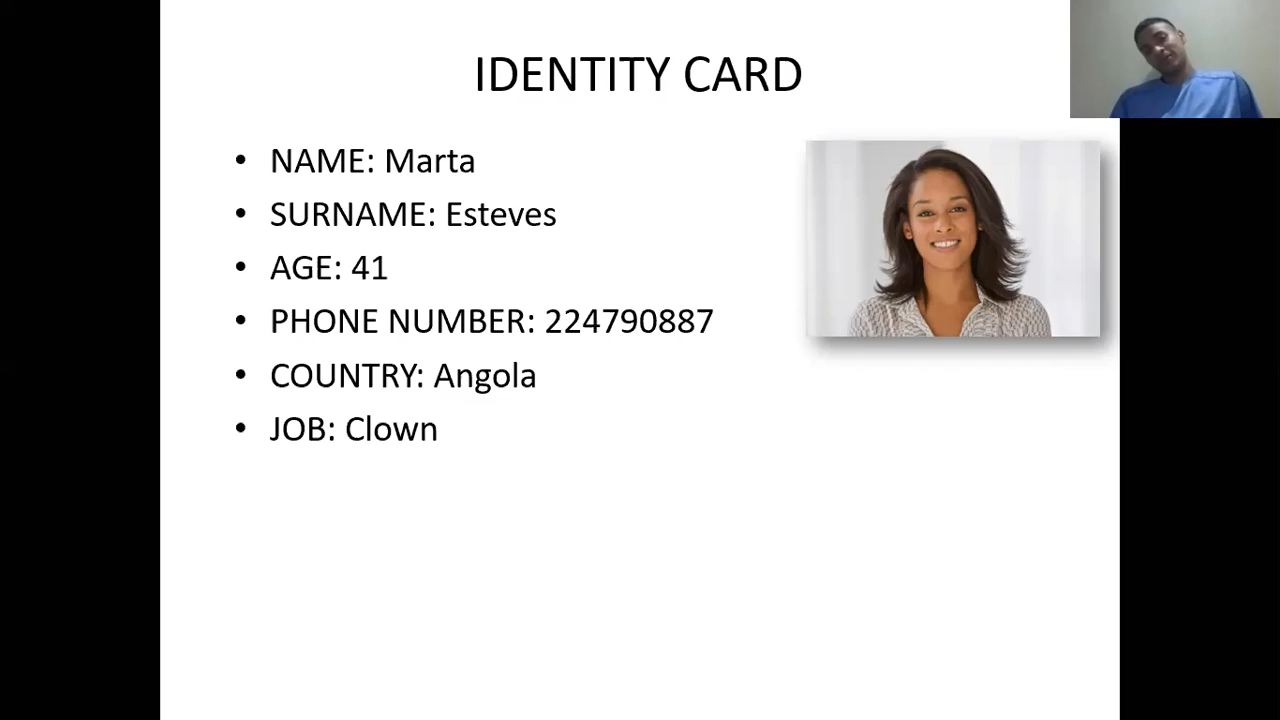 IDENTITY CARD
• NAME: Marta
• SURNAME: Esteves
• AGE: 41
• PHONE NUMBER: 224790887
• COUNTRY: Angola
• JOB: Clown